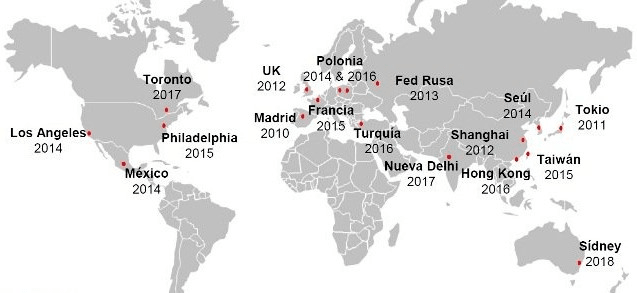 Toronto
2017
Los Angeles
2014
Philadelphia
2015
México
2014
UK
2012
Polonia
2014 & 2016
Fed Rusa
2013
Madrid
2010
Francia
2015
Turquía
2016
Seúl
2014
Tokio
2011
Shanghai
2012
Nueva Delhi
2017
Hong Kong
2016
Taiwán
2015
Sídney
2018